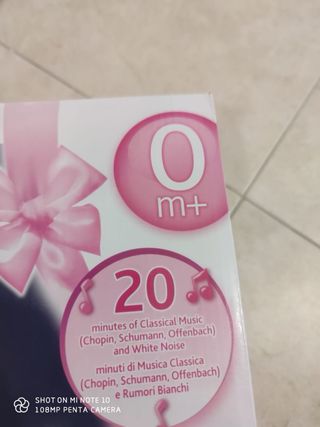 0
m+
20
minutes of Classical Music
(Chopin, Schumann, Offenbach)
and White Noise
minuti di Musica Classica
(Chopin, Schumann, Offenbach)
e Rumori Bianchi
SHOT ON MI NOTE 10
108MP PENTA CAMERA